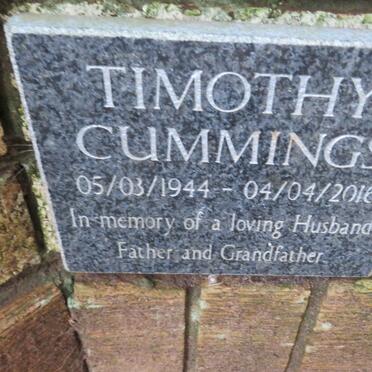 TIMOTHY
CUMMINGS
05/03/1944 - 04/04/2016
In memory of a loving Husband
Father and Grandfather.